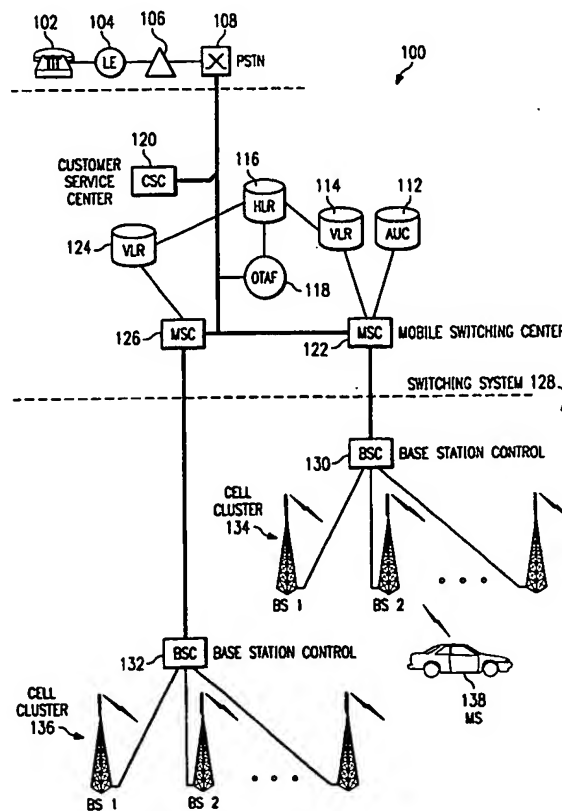 102
104
106
108
LE
PSTN
100
120
CUSTOMER
SERVICE
CENTER
CSC
116
HLR
114
VLR
112
AUC
124
VLR
OTAF
118
126
MSC
122
MSC
MOBILE SWITCHING CENTER
SWITCHING SYSTEM 128
130
BSC
BASE STATION CONTROL
CELL
CLUSTER
134
BS 1
BS 2
132
BSC
BASE STATION CONTROL
138
MS
CELL
CLUSTER
136
BS 1
BS 2